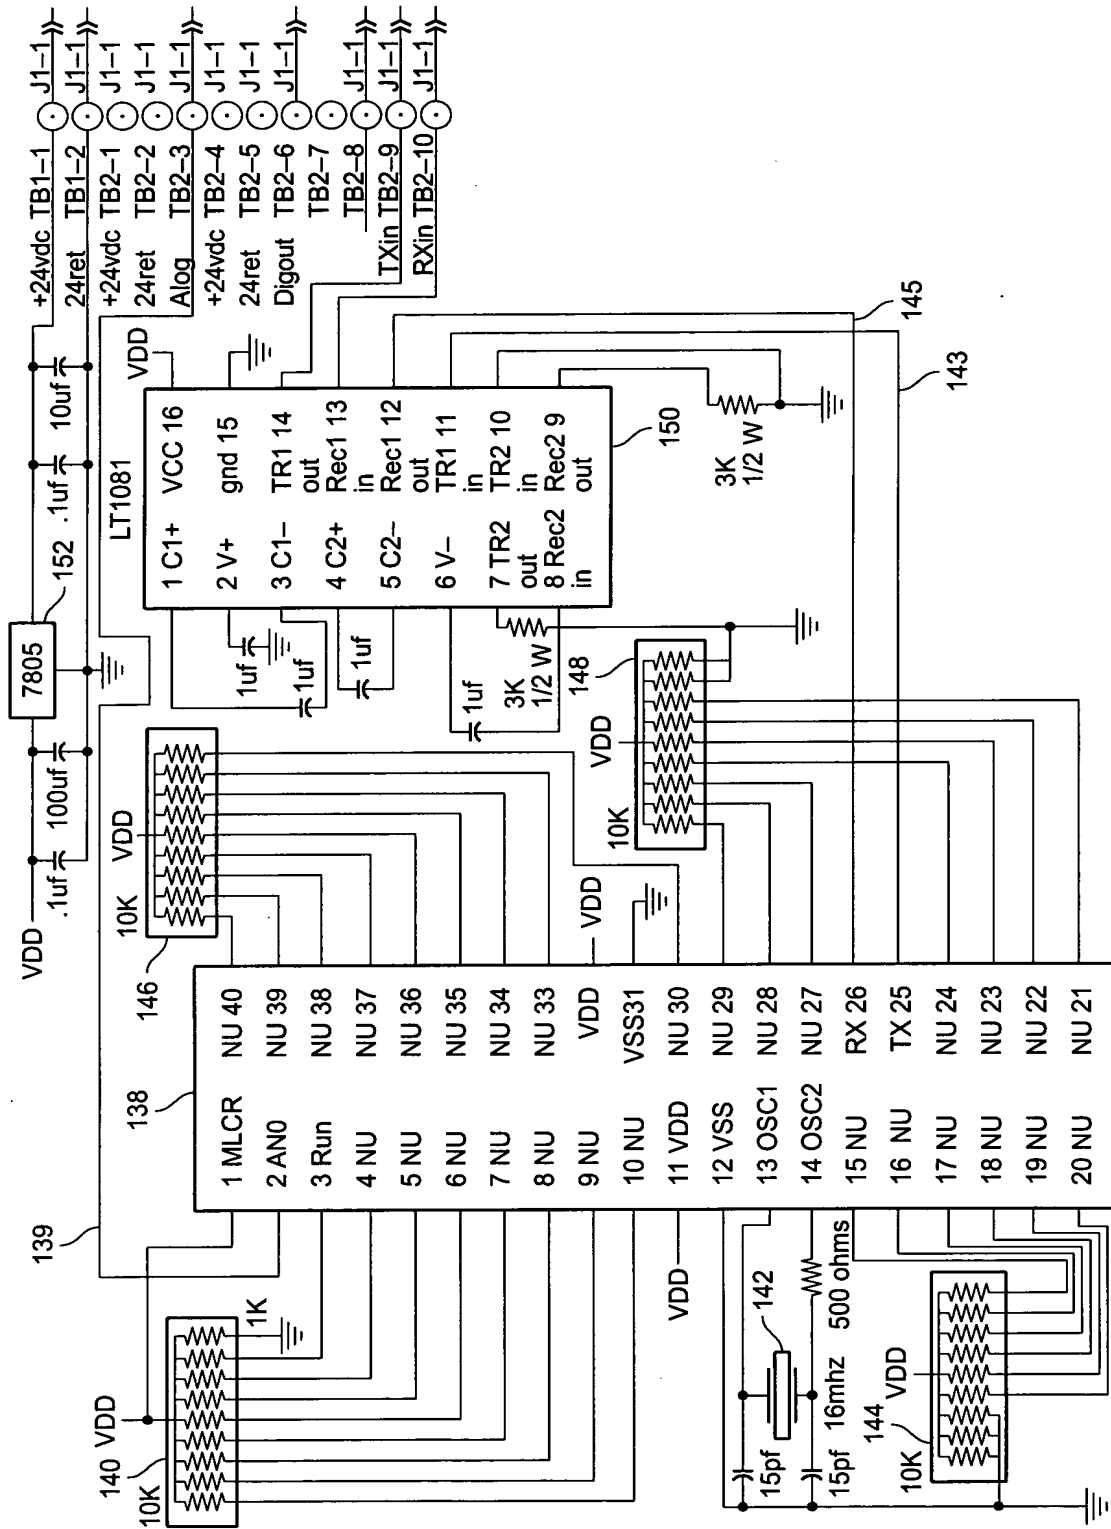 +24vdc TB1-1 J1-1
24ret TB1-2 J1-1
+24vdc TB2-1 J1-1
24ret TB2-2 J1-1
Alog TB2-3 J1-1
+24vdc TB2-4 J1-1
24ret TB2-5 J1-1
Digout TB2-6 J1-1
TB2-7
TB2-8 J1-1
TXin TB2-9 J1-1
RXin TB2-10 J1-1
VDD
.1uf
100uf
7805
152
.1uf
10uf
LT1081
VDD
1 C1+ VCC 16
2 V+ gnd 15
3 C1- TR1 14
out
4 C2+ Rec1 13
in
5 C2- Rec1 12
out
6 V- TR1 11
in
7 TR2 TR2 10
out in
8 Rec2 Rec2 9
in out
150
1uf
1uf
1uf
1uf
3K
1/2 W
3K
1/2 W
145
143
146
10K
VDD
148
10K
VDD
138
139
1 MLCR NU 40
2 AN0 NU 39
3 Run NU 38
4 NU NU 37
5 NU NU 36
6 NU NU 35
7 NU NU 34
8 NU NU 33
9 NU VDD
10 NU VSS31
11 VDD NU 30
12 VSS NU 29
13 OSC1 NU 28
14 OSC2 NU 27
15 NU RX 26
16 NU TX 25
17 NU NU 24
18 NU NU 23
19 NU NU 22
20 NU NU 21
VDD
VDD
140
VDD
10K
1K
142
500 ohms
16mhz
15pf
15pf
144
VDD
10K